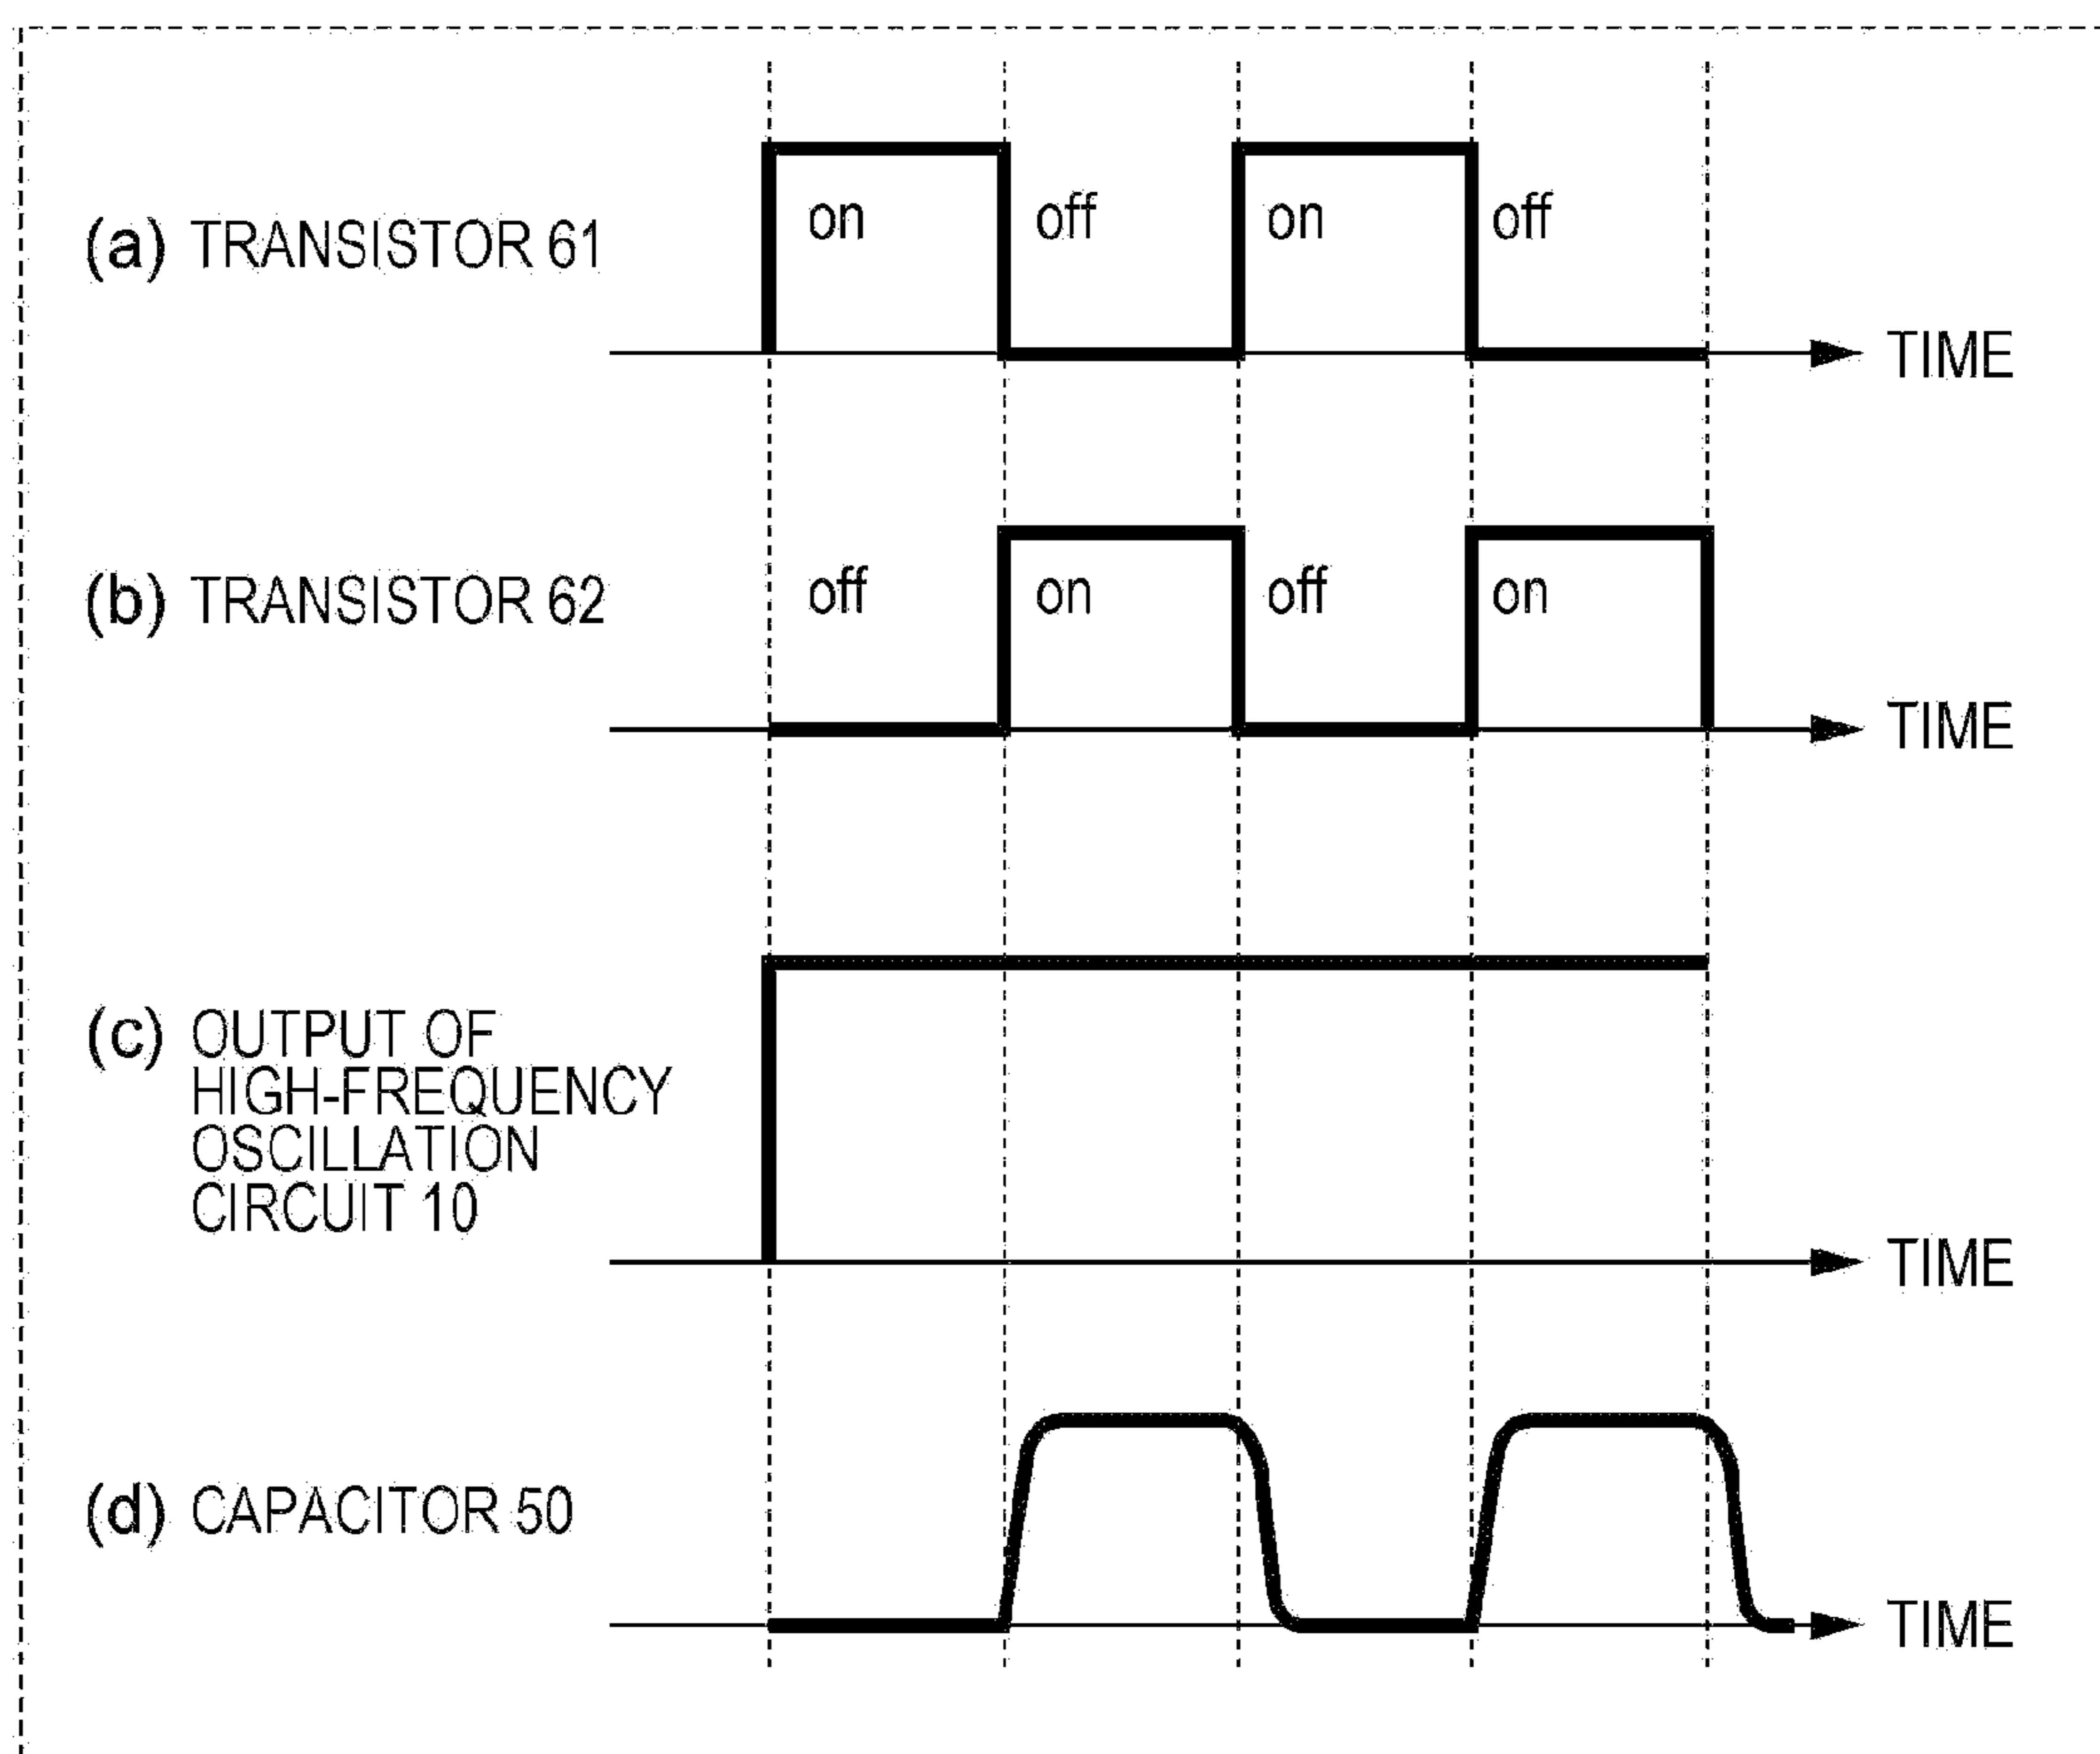 (a) TRANSISTOR 61
on off on off
TIME
(b) TRANSISTOR 62
off on off on
TIME
(c) OUTPUT OF
HIGH-FREQUENCY
OSCILLATION
CIRCUIT 10
TIME
(d) CAPACITOR 50
TIME